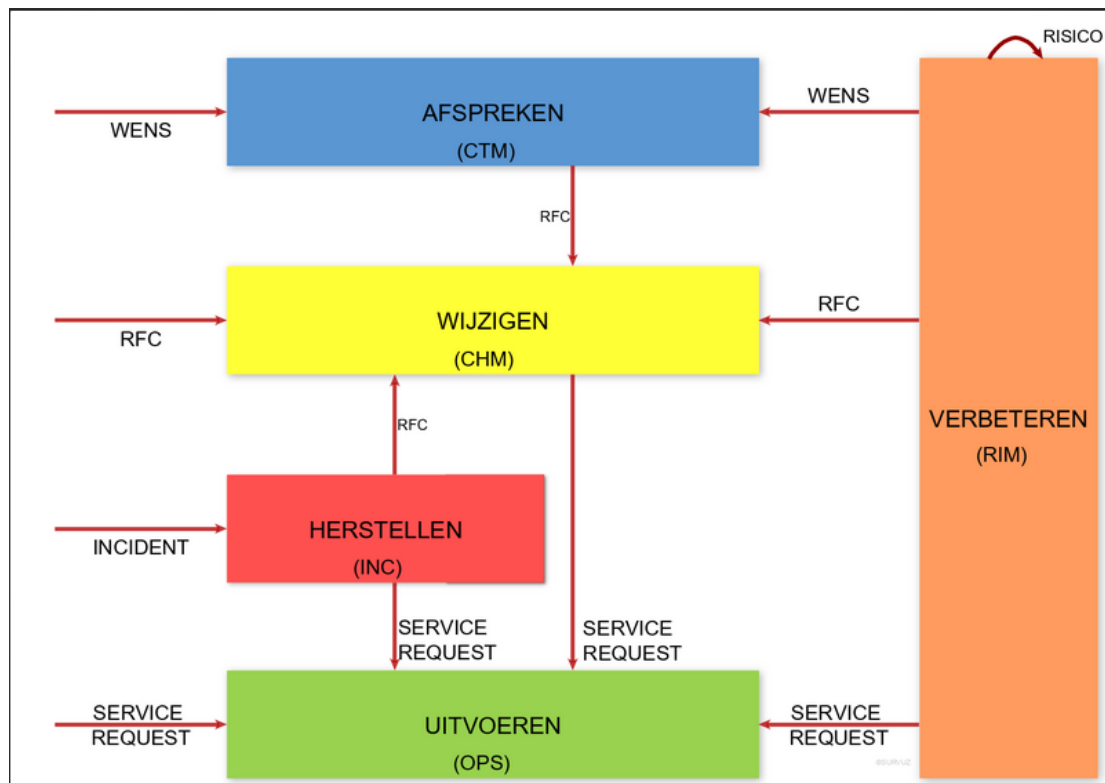 RISICO
AFSPREKEN
(CTM)
WENS
WENS
RFC
WIJZIGEN
(CHM)
RFC
RFC
VERBETEREN
(RIM)
RFC
HERSTELLEN
(INC)
INCIDENT
SERVICE
REQUEST
SERVICE
REQUEST
SERVICE
REQUEST
UITVOEREN
(OPS)
SERVICE
REQUEST